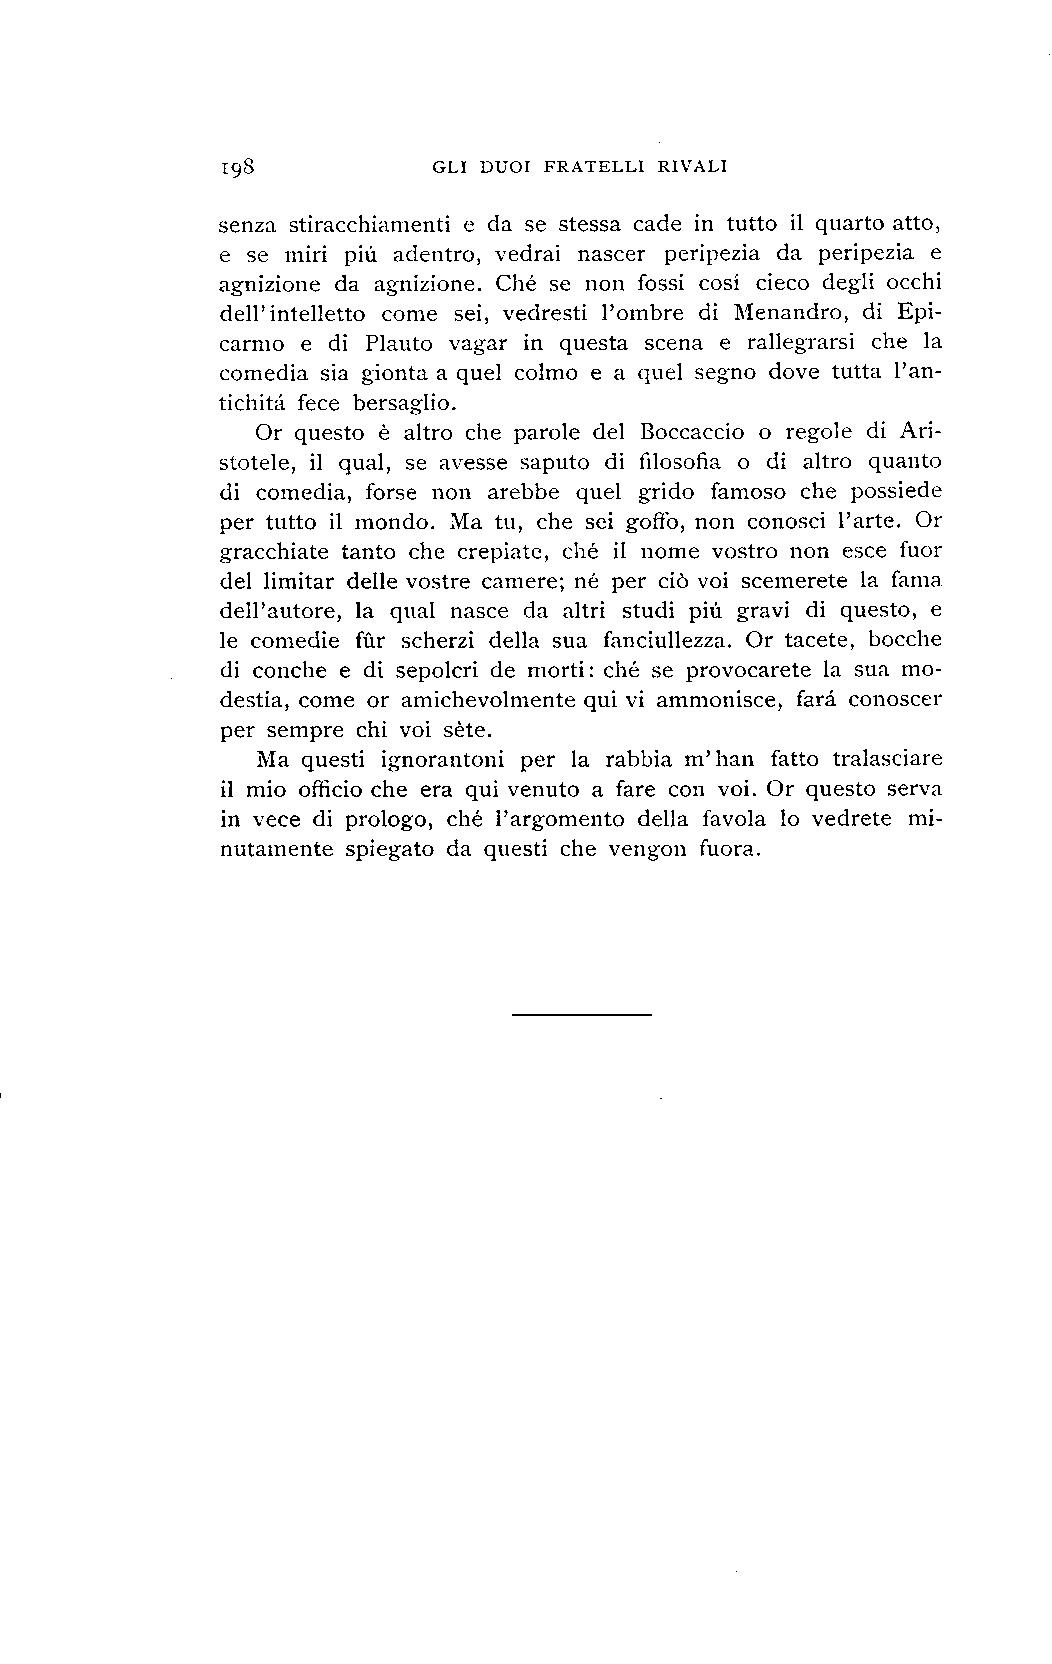 198 GLI DUOI FRATELLI RIVALI
senza stiracchiamenti e da se stessa cade in tutto il quarto atto,
e se miri piú adentro, vedrai nascer peripezia da peripezia e
agnizione da agnizione. Ché se non fossi cosí cieco degli occhi
dell'intelletto come sei, vedresti l'ombre di Menandro, di Epi-
carmo e di Plauto vagar in questa scena e rallegrarsi che la
comedia sia gionta a quel colmo e a quel segno dove tutta l'an-
tichitá fece bersaglio.
Or questo è altro che parole del Boccaccio o regole di Ari-
stotele, il qual, se avesse saputo di filosofia o di altro quanto
di comedia, forse non arebbe quel grido famoso che possiede
per tutto il mondo. Ma tu, che sei goffo, non conosci l'arte. Or
gracchiate tanto che crepiate, ché il nome vostro non esce fuor
del limitar delle vostre camere; né per ciò voi scemerete la fama
dell'autore, la qual nasce da altri studi piú gravi di questo, e
le comedie fûr scherzi della sua fanciullezza. Or tacete, bocche
di conche e di sepolcri de morti: ché se provocarete la sua mo-
destia, come or amichevolmente qui vi ammonisce, fará conoscer
per sempre chi voi sète.
Ma questi ignorantoni per la rabbia m'han fatto tralasciare
il mio officio che era qui venuto a fare con voi. Or questo serva
in vece di prologo, ché l'argomento della favola lo vedrete mi-
nutamente spiegato da questi che vengon fuora.